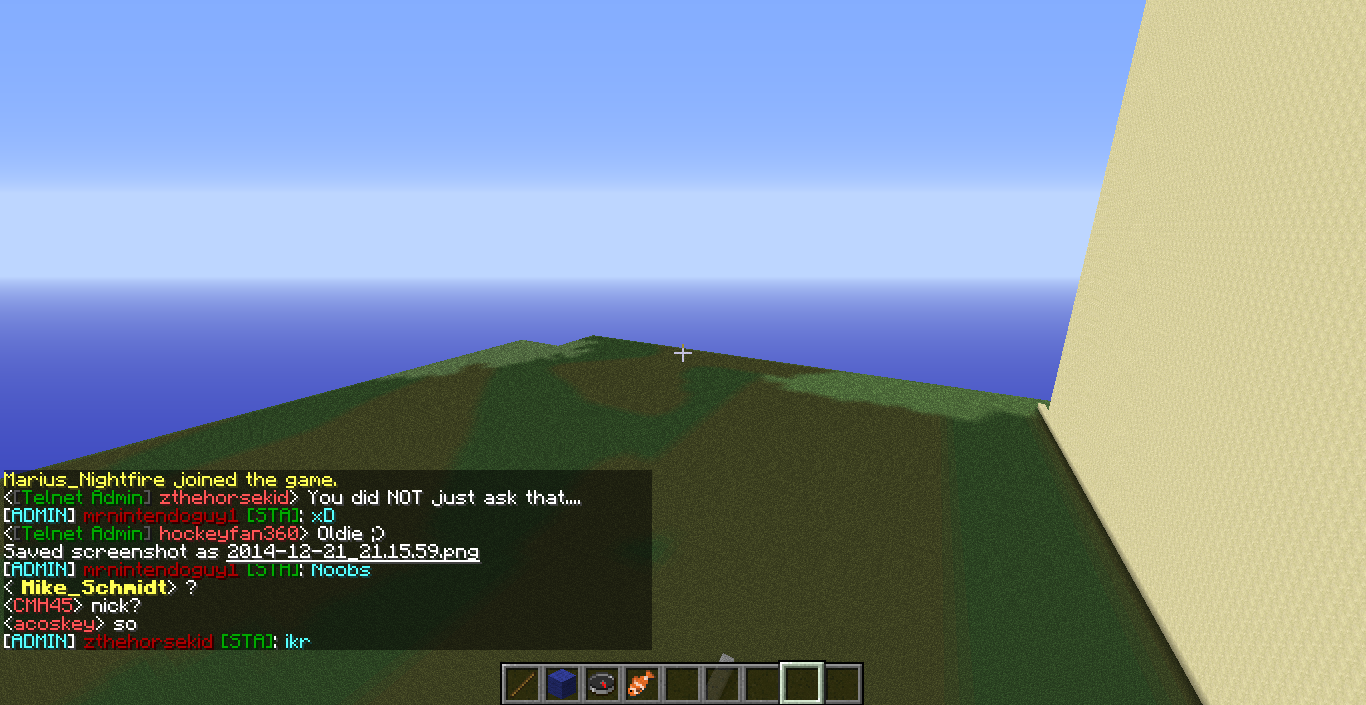 Marius_Nightfire joined the game.
<[Telnet Admin] zthehorsekid> You did NOT just ask that....
[ADMIN] mrnintendoguy1 [STA]: xD
<[Telnet Admin] hockeyfan360> Oldie ;)
Saved screenshot as 2014-12-21_21.15.59.png
[ADMIN] mrnintendoguy1 [STA]: Noobs
< Mike_Schmidt> ?
<CMH45> nick?
<acoskey> so
[ADMIN] zthehorsekid [STA]: ikr